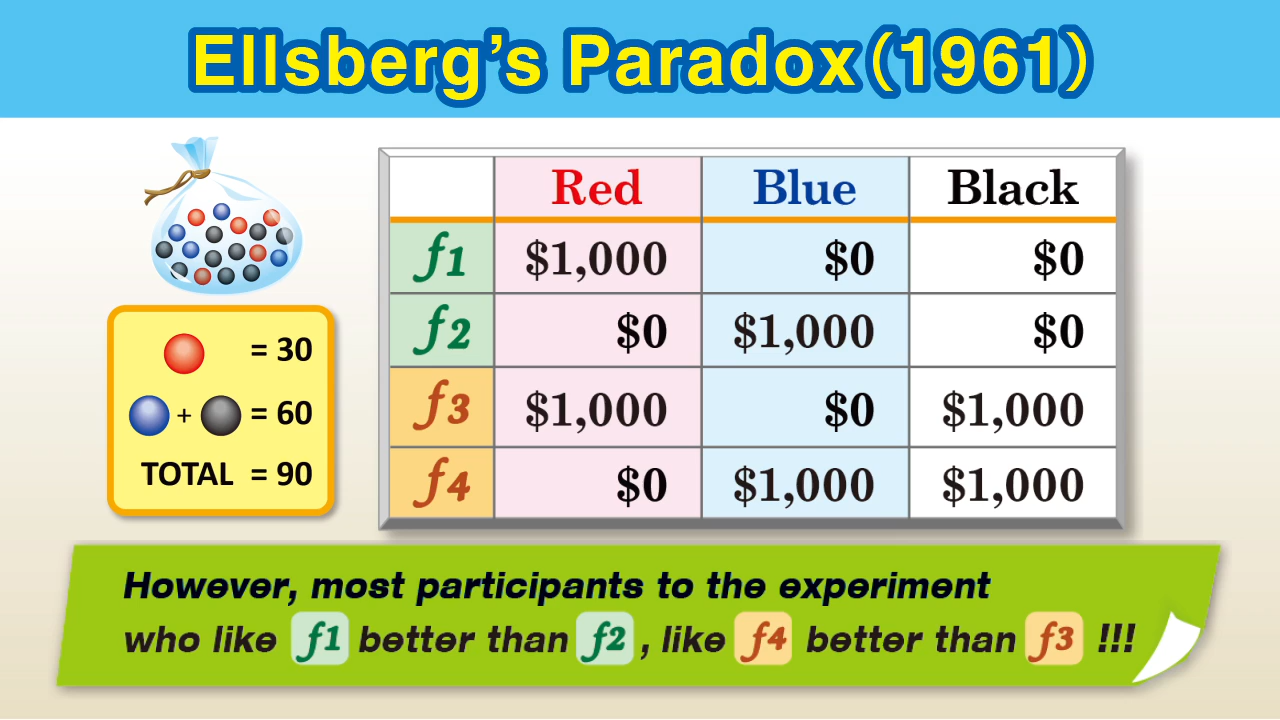 Ellsberg's Paradox (1961)
Red Blue Black
f1 $1,000 $0 $0
f2 $0 $1,000 $0
f3 $1,000 $0 $1,000
f4 $0 $1,000 $1,000
= 30
+ = 60
TOTAL = 90
However, most participants to the experiment
who like f1 better than f2, like f4 better than f3 !!!